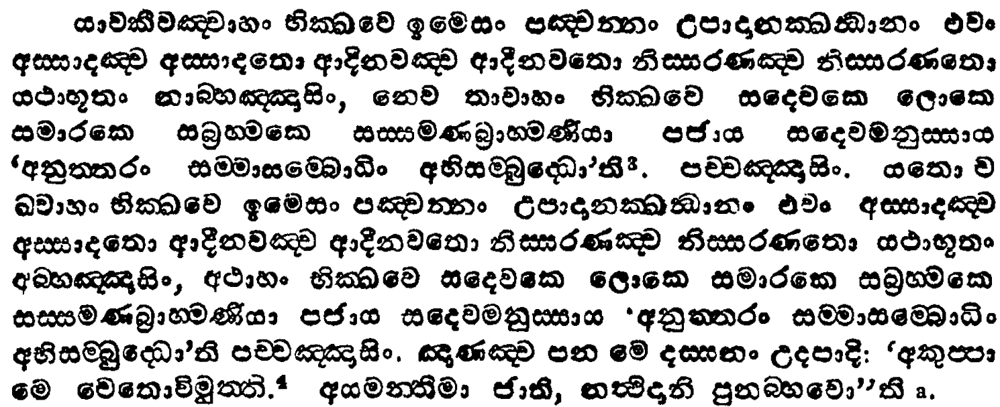 යාවකීවඤ්චාහං භික්ඛවෙ ඉමෙසං පඤ්චන්නං උපාදානක්ඛන්ධානං එවං
අස්සාදඤ්ච අස්සාදතො ආදීනවඤ්ච ආදීනවතො නිස්සරණඤ්ච නිස්සරණතො
යථාභූතං නාබ්භඤ්ඤාසිං, නෙව තාවාහං භික්ඛවෙ සදෙවකෙ ලොකෙ
සමාරකෙ සබ්‍රහ්මකෙ සස්සමණබ්‍රාහ්මණියා පජාය සදෙවමනුස්සාය
‘අනුත්තරං සම්මාසම්බොධිං අභිසම්බුද්ධො’ති³. පච්චඤ්ඤාසිං. යතො ච
ඛ්වාහං භික්ඛවෙ ඉමෙසං පඤ්චන්නං උපාදානක්ඛන්ධානං එවං අස්සාදඤ්ච
අස්සාදතො ආදීනවඤ්ච ආදීනවතො නිස්සරණඤ්ච නිස්සරණතො යථාභූතං
අබ්භඤ්ඤාසිං, අථාහං භික්ඛවෙ සදෙවකෙ ලොකෙ සමාරකෙ සබ්‍රහ්මකෙ
සස්සමණබ්‍රාහ්මණියා පජාය සදෙවමනුස්සාය ‘අනුත්තරං සම්මාසම්බොධිං
අභිසම්බුද්ධො’ති පච්චඤ්ඤාසිං. ඤාණඤ්ච පන මෙ දස්සනං උදපාදි: ‘අකුප්පා
මෙ චෙතොවිමුත්ති.⁴ අයමන්තිමා ජාති, නත්ථිදානි පුනබ්භවො”ති a.